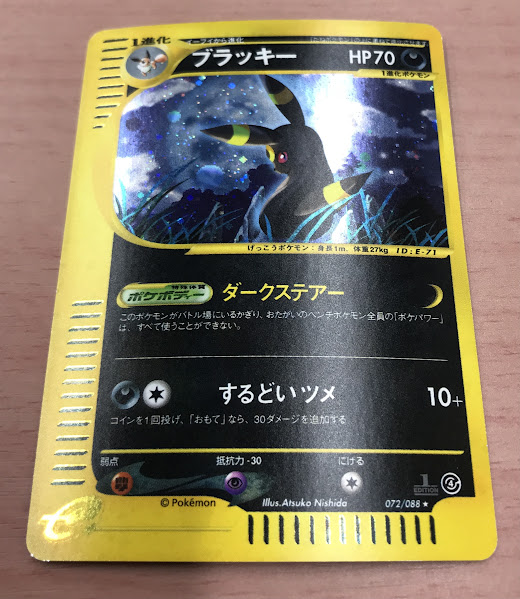 1進化
イーブイから進化
ブラッキー HP70
1進化ポケモン
げっこうポケモン：身長1m、体重27kg ID:E-71
特殊体質
ポケボディー ダークステアー
このポケモンがバトル場にいるかぎり、おたがいのベンチポケモン全員の「ポケパワー」
は、すべて使うことができない。
するどいツメ 10+
コインを1回投げ、「おもて」なら、30ダメージを追加する
弱点 抵抗力 -30 にげる
1 EDITION ④
© Pokémon Illus.Atsuko Nishida 072/088 ★